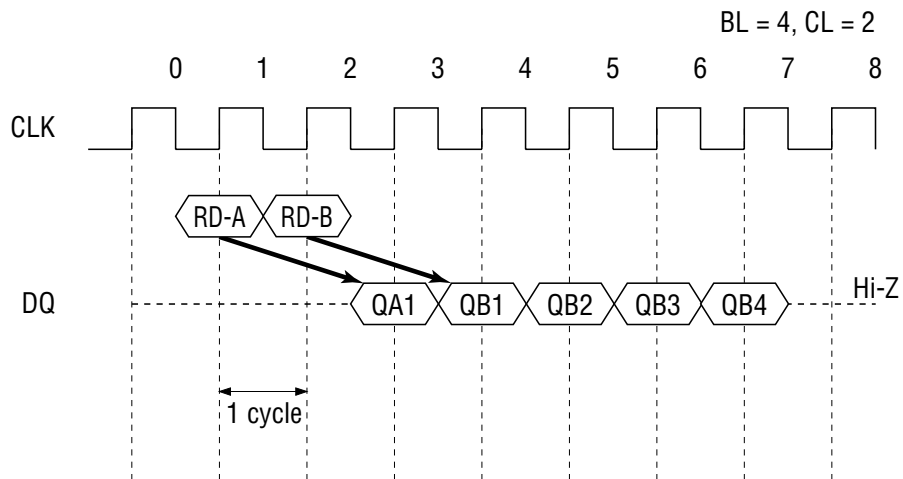 BL = 4, CL = 2
0 1 2 3 4 5 6 7 8
CLK
RD-A RD-B
DQ QA1 QB1 QB2 QB3 QB4 Hi-Z
1 cycle